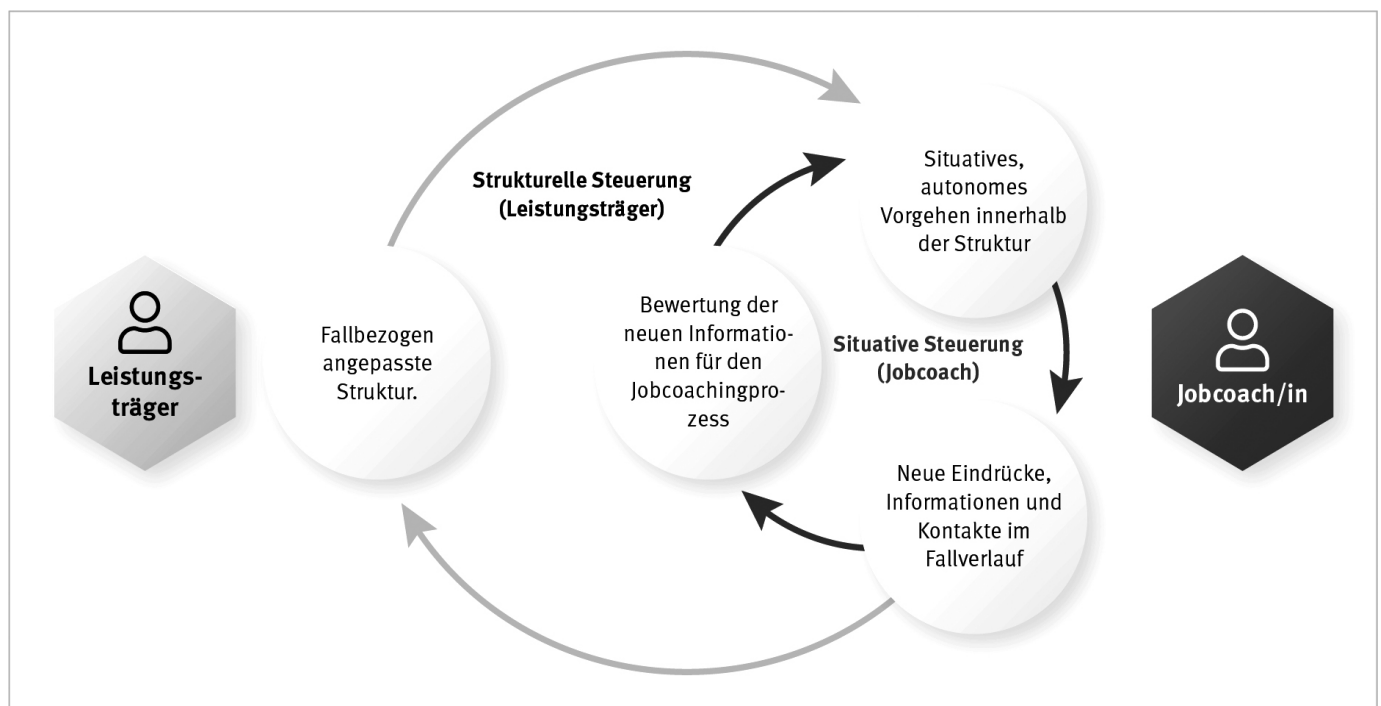 Strukturelle Steuerung
(Leistungsträger)
Situatives,
autonomes
Vorgehen innerhalb
der Struktur
Leistungs-
träger
Fallbezogen
angepasste
Struktur.
Bewertung der
neuen Informatio-
nen für den
Jobcoachingpro-
zess
Situative Steuerung
(Jobcoach)
Jobcoach/in
Neue Eindrücke,
Informationen und
Kontakte im
Fallverlauf